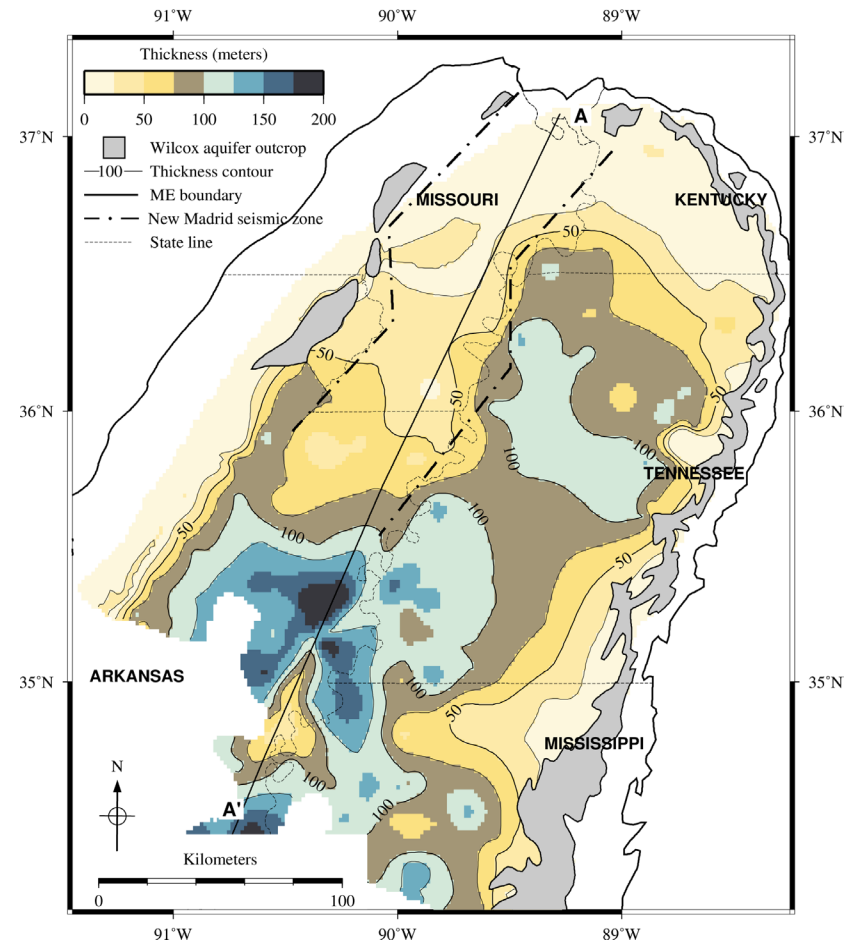 91°W 90°W 89°W
Thickness (meters)
0 50 100 150 200
Wilcox aquifer outcrop
100 Thickness contour
ME boundary
New Madrid seismic zone
State line
37°N 37°N
A
MISSOURI
KENTUCKY
50
50
36°N 36°N
50
50
100
100
TENNESSEE
50
100
100
50
ARKANSAS
35°N 35°N
100
50
MISSISSIPPI
N
100
100
A'
Kilometers
0 100
91°W 90°W 89°W